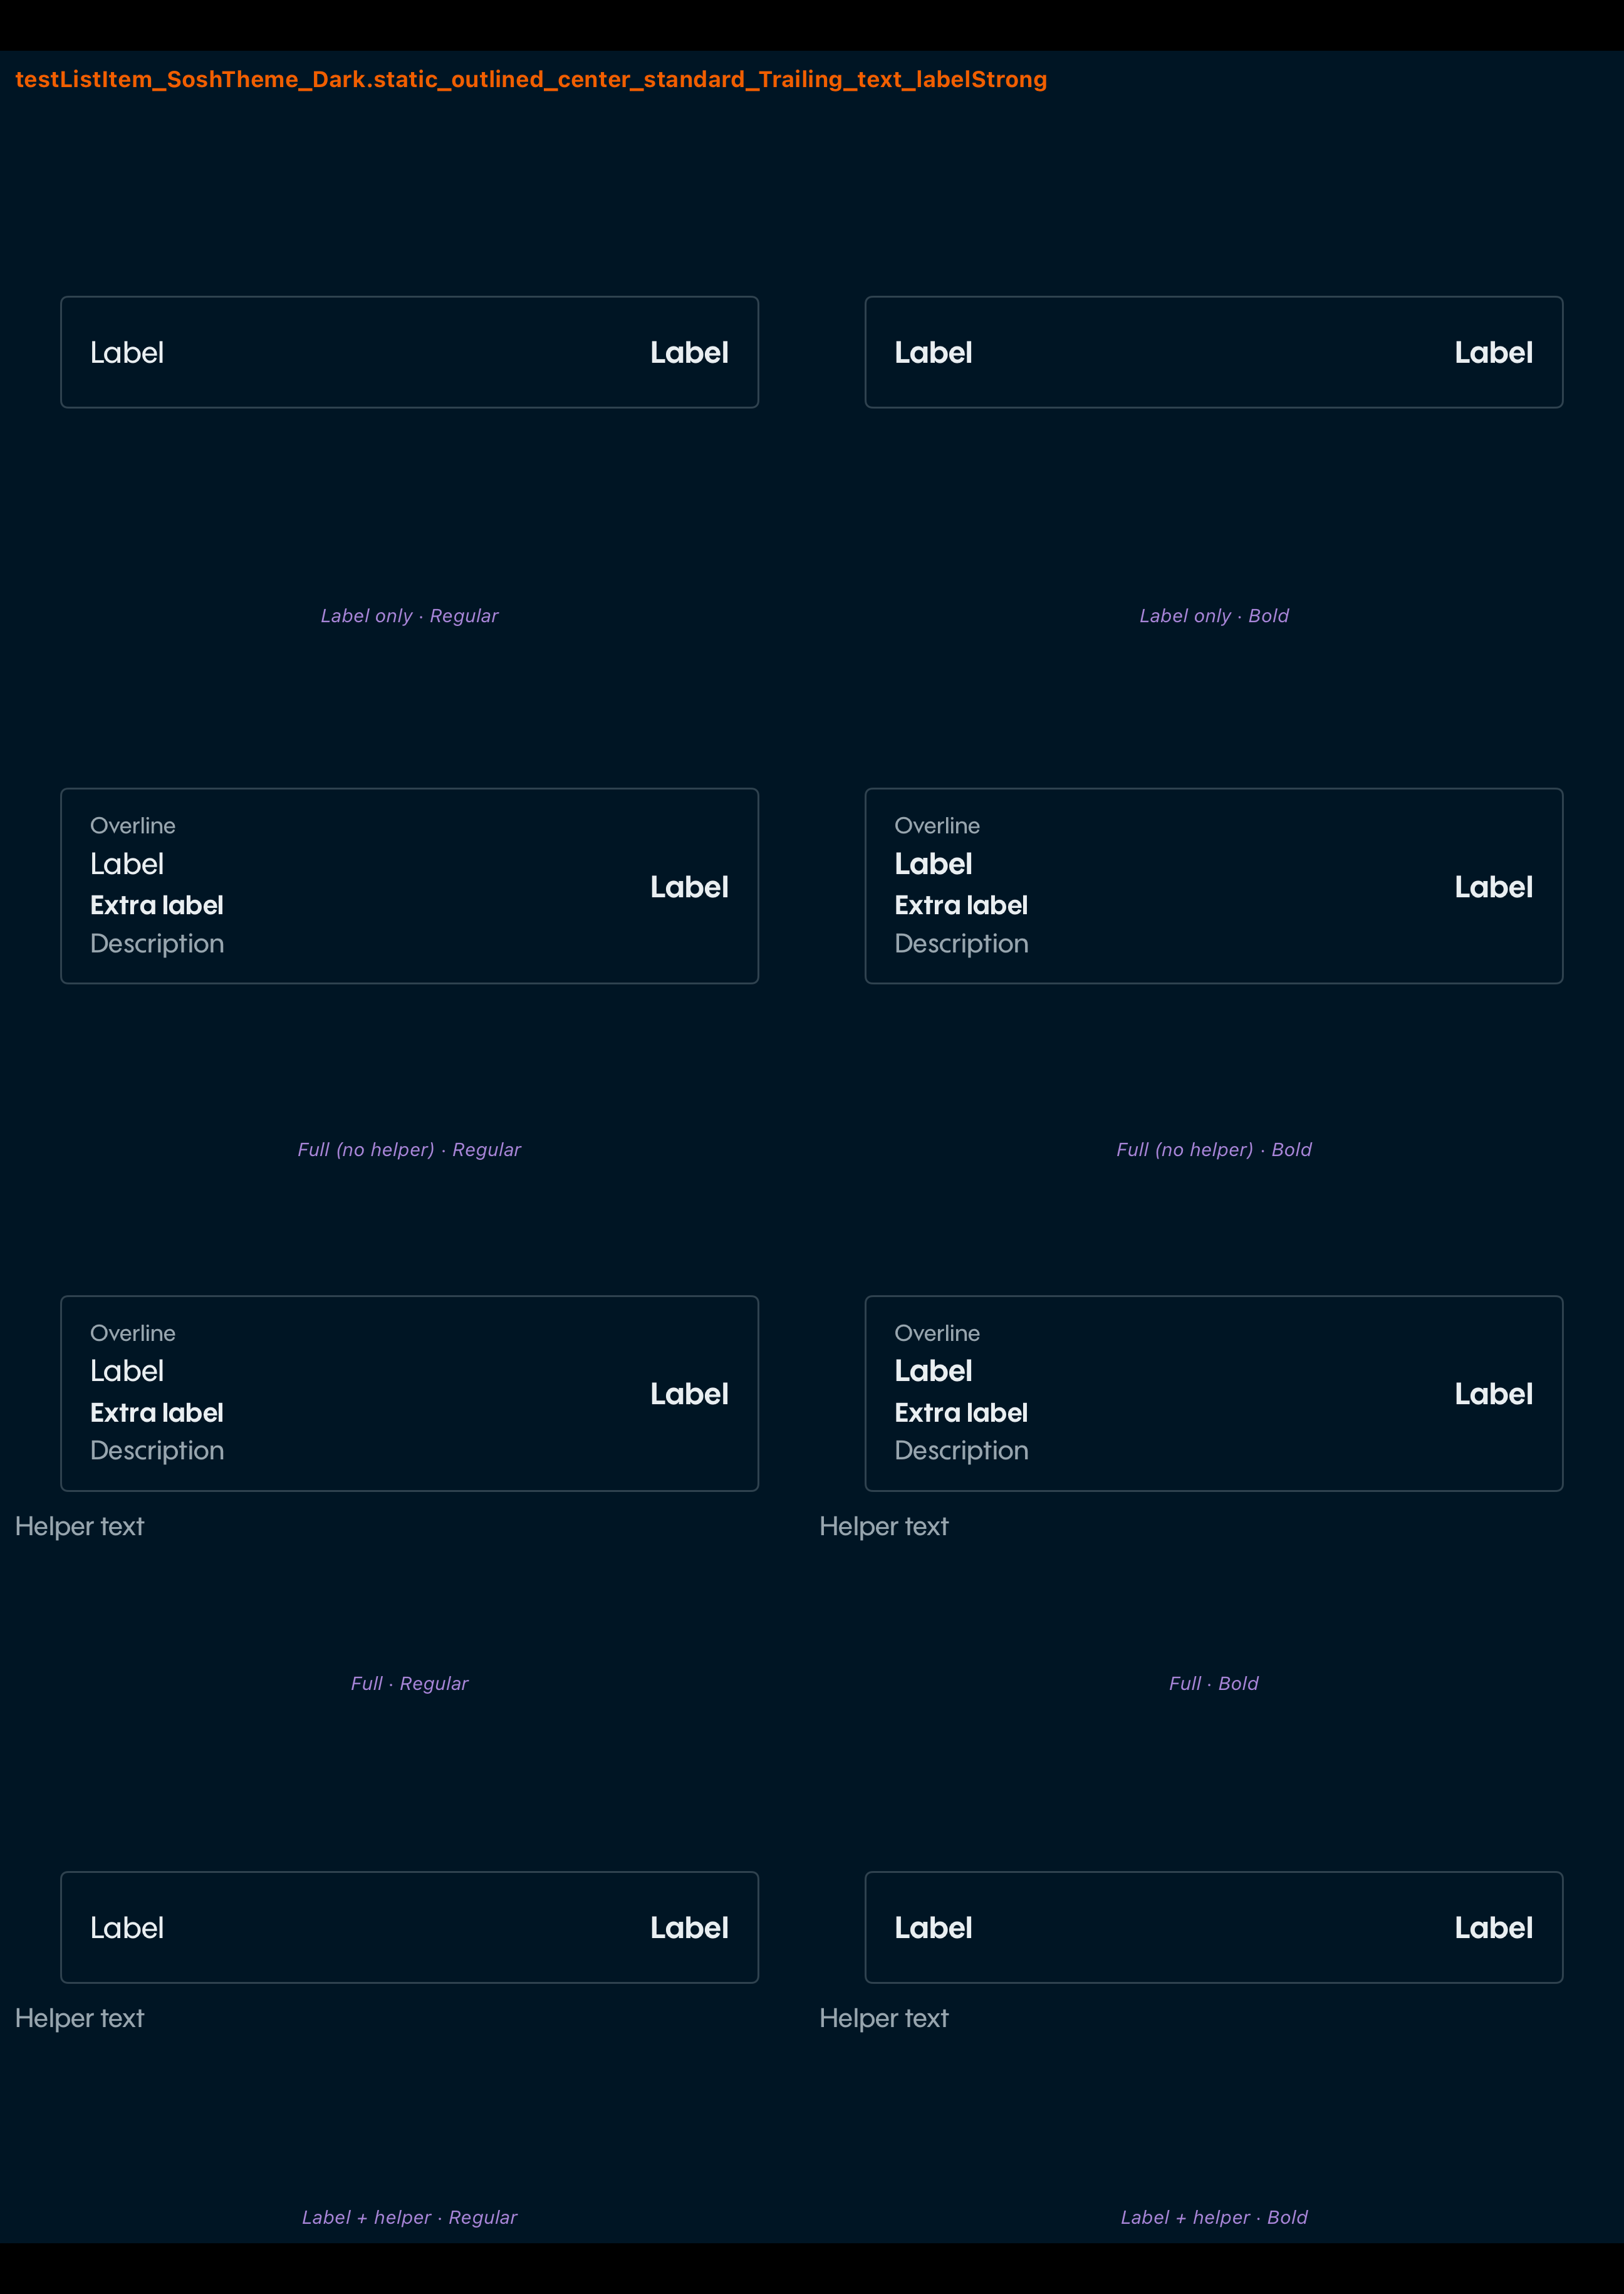 testListItem_SoshTheme_Dark.static_outlined_center_standard_Trailing_text_labelStrong
Label Label
Label Label
Label only · Regular
Label only · Bold
Overline
Label
Extra label
Description
Label
Overline
Label
Extra label
Description
Label
Full (no helper) · Regular
Full (no helper) · Bold
Overline
Label
Extra label
Description
Label
Helper text
Overline
Label
Extra label
Description
Label
Helper text
Full · Regular
Full · Bold
Label Label
Helper text
Label Label
Helper text
Label + helper · Regular
Label + helper · Bold